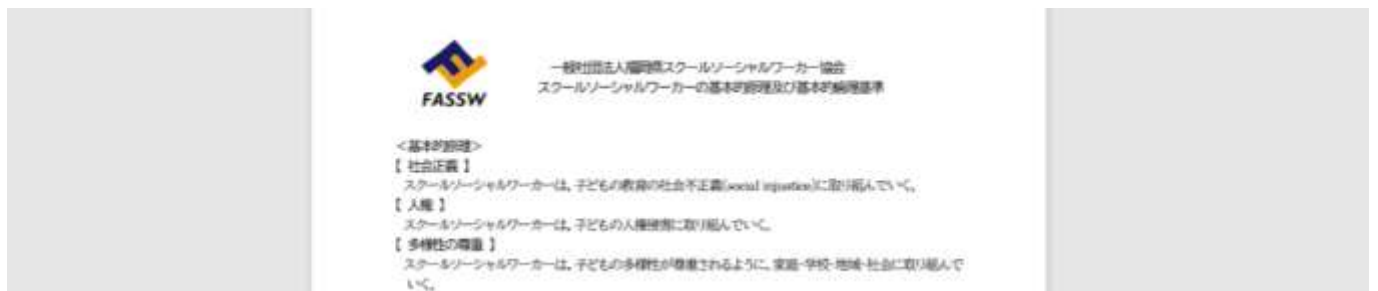 FASSW
一般社団法人福岡県スクールソーシャルワーカー協会
スクールソーシャルワーカーの基本的原理及び基本的倫理基準
＜基本的原理＞
【 社会正義 】
スクールソーシャルワーカーは、子どもの教育の社会不正義(social injustice)に取り組んでいく。
【 人権 】
スクールソーシャルワーカーは、子どもの人権侵害に取り組んでいく。
【 多様性の尊重 】
スクールソーシャルワーカーは、子どもの多様性が尊重されるように、家庭・学校・地域・社会に取り組んで
いく。